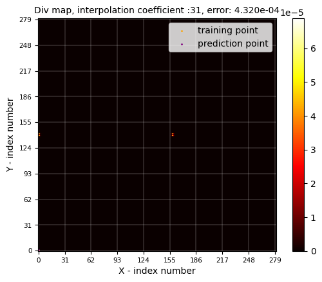 Div map, interpolation coefficient :31, error: 4.320e-04
1e−5
training point
prediction point
279
248
217
186
155
124
93
62
31
0
Y - index number
0 31 62 93 124 155 186 217 248 279
X - index number
6
5
4
3
2
1
0